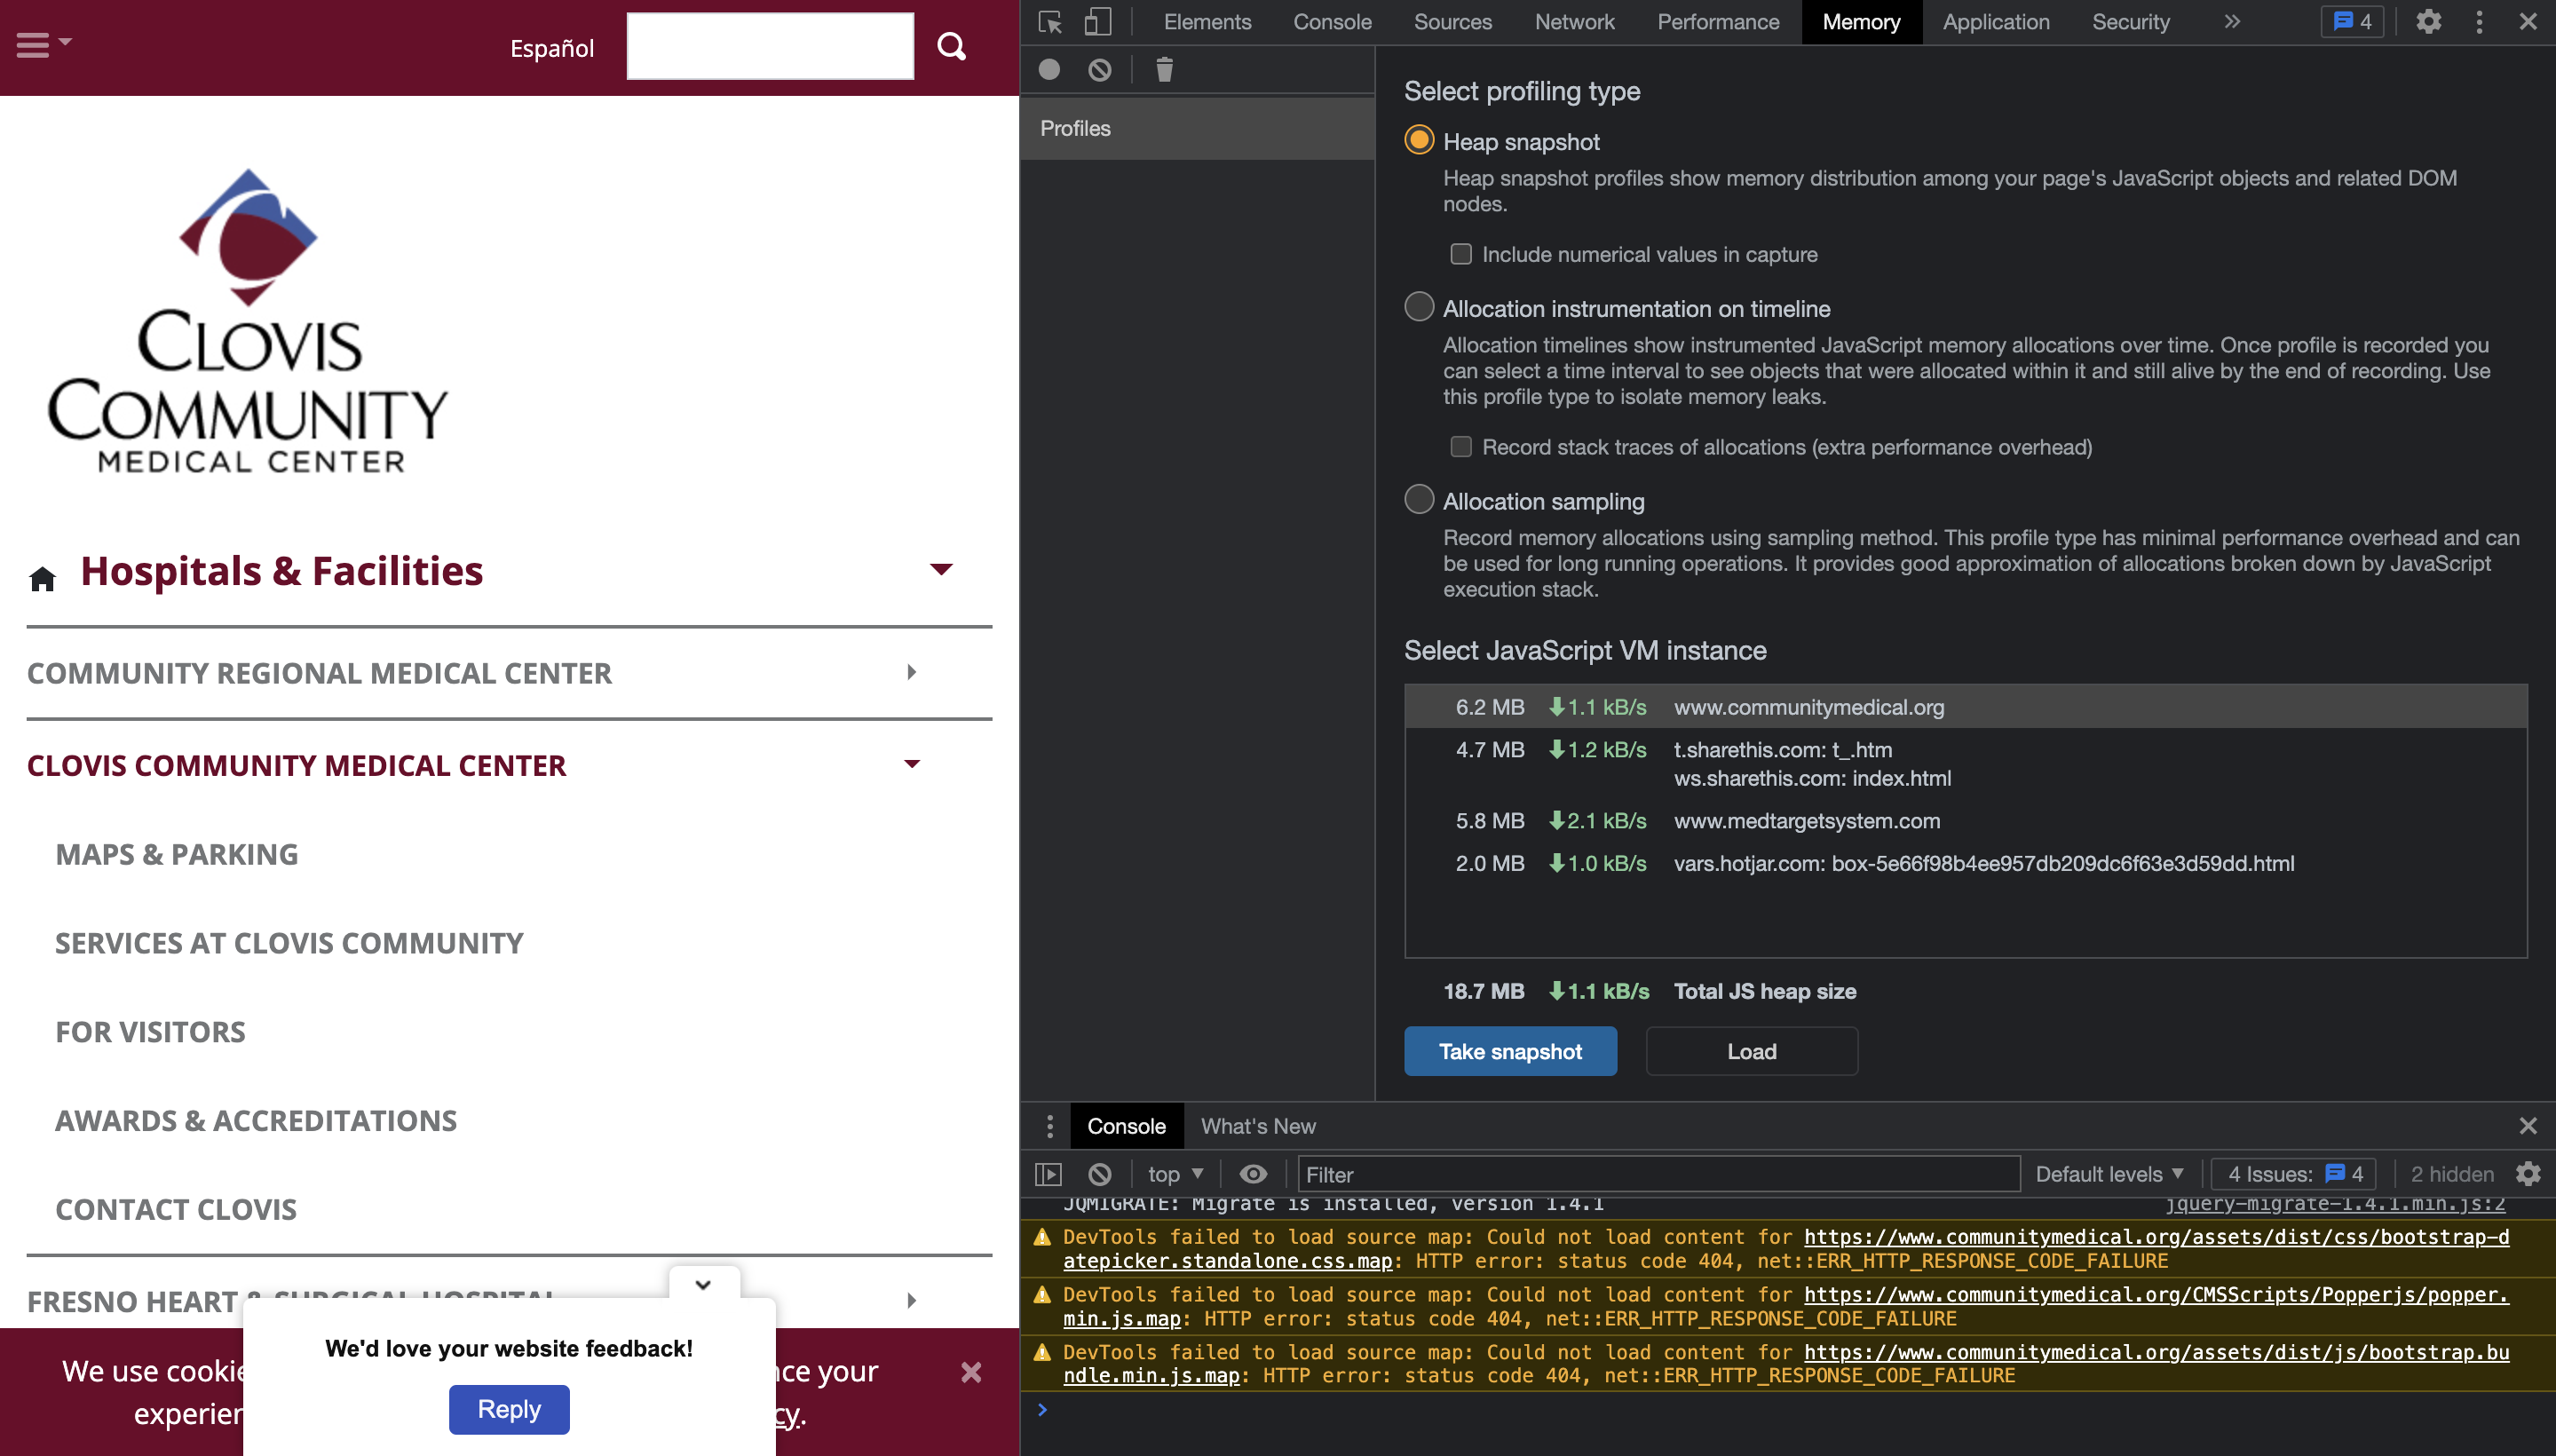 Español
CLOVIS
COMMUNITY
MEDICAL CENTER
Hospitals & Facilities
COMMUNITY REGIONAL MEDICAL CENTER
CLOVIS COMMUNITY MEDICAL CENTER
MAPS & PARKING
SERVICES AT CLOVIS COMMUNITY
FOR VISITORS
AWARDS & ACCREDITATIONS
CONTACT CLOVIS
FRESNO HEART & SURGICAL HOSPITAL
We'd love your website feedback!
Reply
We use cookie
nce your
experien
cy.
Elements Console Sources Network Performance Memory Application Security » 4
Profiles
Select profiling type
Heap snapshot
Heap snapshot profiles show memory distribution among your page's JavaScript objects and related DOM
nodes.
Include numerical values in capture
Allocation instrumentation on timeline
Allocation timelines show instrumented JavaScript memory allocations over time. Once profile is recorded you
can select a time interval to see objects that were allocated within it and still alive by the end of recording. Use
this profile type to isolate memory leaks.
Record stack traces of allocations (extra performance overhead)
Allocation sampling
Record memory allocations using sampling method. This profile type has minimal performance overhead and can
be used for long running operations. It provides good approximation of allocations broken down by JavaScript
execution stack.
Select JavaScript VM instance
6.2 MB 1.1 kB/s www.communitymedical.org
4.7 MB 1.2 kB/s t.sharethis.com: t_.htm
ws.sharethis.com: index.html
5.8 MB 2.1 kB/s www.medtargetsystem.com
2.0 MB 1.0 kB/s vars.hotjar.com: box-5e66f98b4ee957db209dc6f63e3d59dd.html
18.7 MB 1.1 kB/s Total JS heap size
Take snapshot Load
Console What's New
top Filter Default levels 4 Issues: 4 2 hidden
JQMIGRATE: Migrate is installed, version 1.4.1 jquery-migrate-1.4.1.min.js:2
DevTools failed to load source map: Could not load content for https://www.communitymedical.org/assets/dist/css/bootstrap-d
atepicker.standalone.css.map: HTTP error: status code 404, net::ERR_HTTP_RESPONSE_CODE_FAILURE
DevTools failed to load source map: Could not load content for https://www.communitymedical.org/CMSScripts/Popperjs/popper.
min.js.map: HTTP error: status code 404, net::ERR_HTTP_RESPONSE_CODE_FAILURE
DevTools failed to load source map: Could not load content for https://www.communitymedical.org/assets/dist/js/bootstrap.bu
ndle.min.js.map: HTTP error: status code 404, net::ERR_HTTP_RESPONSE_CODE_FAILURE